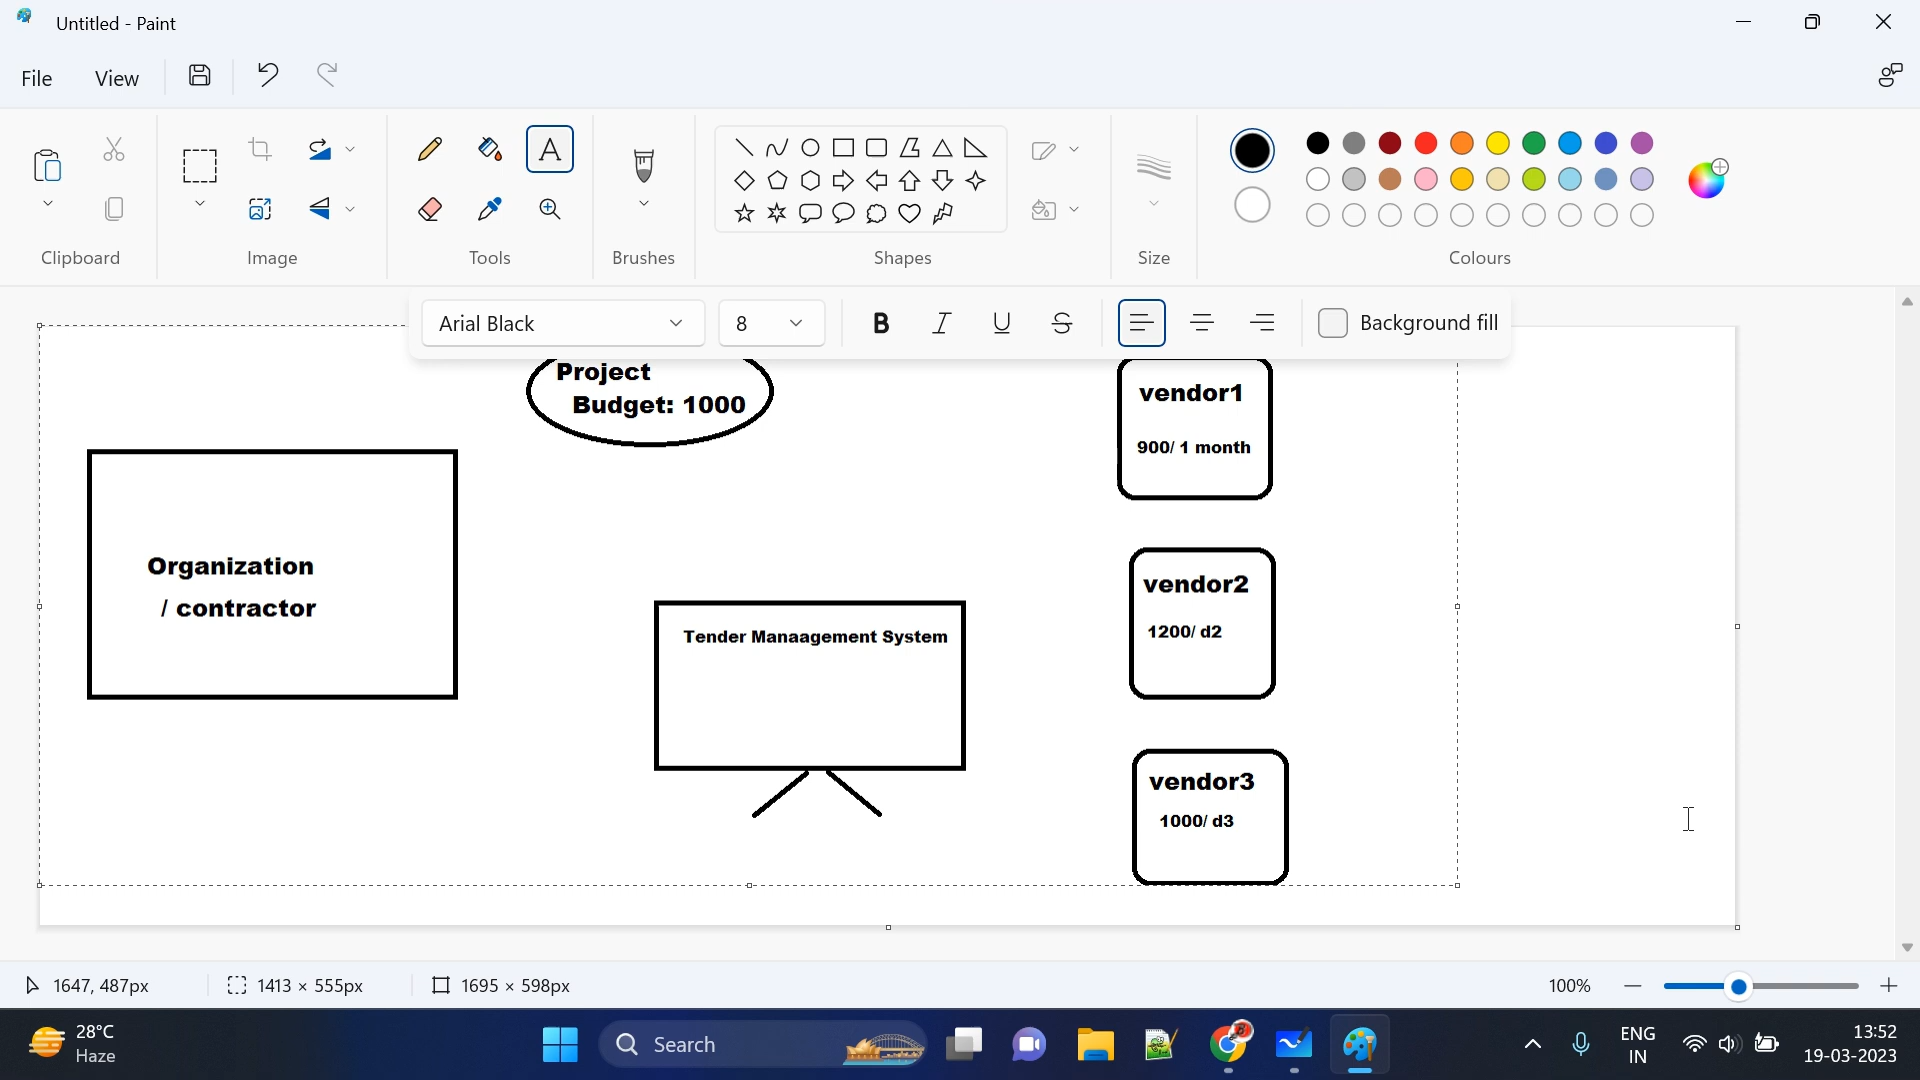 Untitled - Paint
File View
Clipboard
Image
Tools
Brushes
Shapes
Size
Colours
Arial Black
8
B I U S
Background fill
Project
Budget: 1000
Organization
/ contractor
Tender Manaagement System
vendor1
900/ 1 month
vendor2
1200/ d2
vendor3
1000/ d3
1647, 487px
1413 × 555px
1695 × 598px
100%
28°C
Haze
Search
ENG
IN
13:52
19-03-2023